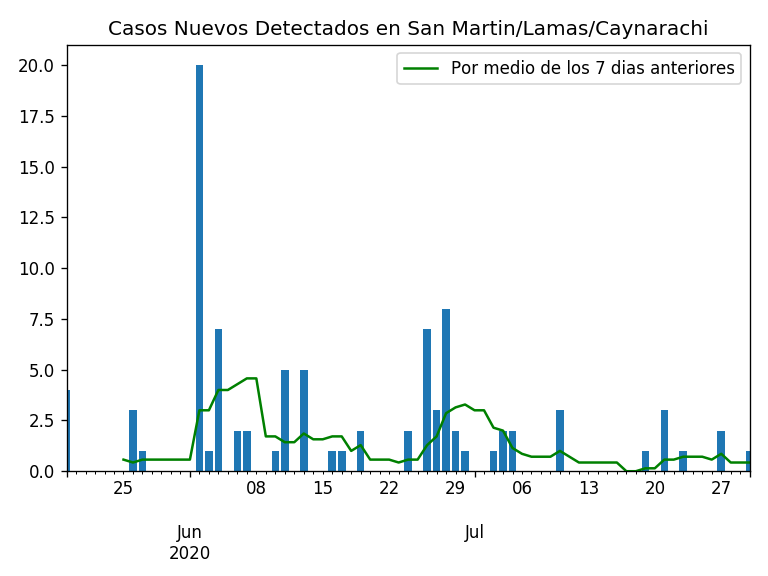 Casos Nuevos Detectados en San Martin/Lamas/Caynarachi
Por medio de los 7 dias anteriores
20.0
17.5
15.0
12.5
10.0
7.5
5.0
2.5
0.0
25 08 15 22 29 06 13 20 27
Jun Jul
2020